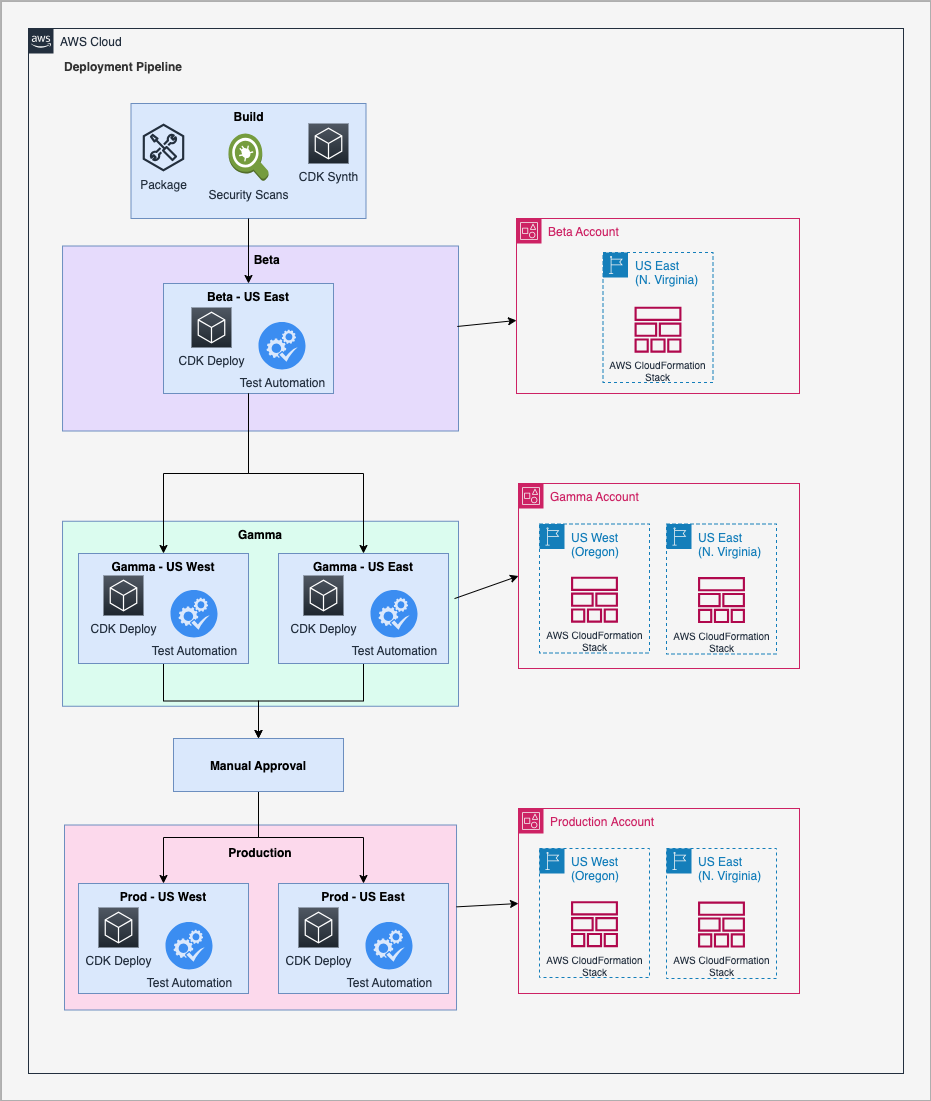 aws
AWS Cloud
Deployment Pipeline
Build
Package
Security Scans
CDK Synth
Beta
Beta - US East
CDK Deploy
Test Automation
Beta Account
US East
(N. Virginia)
AWS CloudFormation
Stack
Gamma
Gamma - US West
CDK Deploy
Test Automation
Gamma - US East
CDK Deploy
Test Automation
Gamma Account
US West
(Oregon)
AWS CloudFormation
Stack
US East
(N. Virginia)
AWS CloudFormation
Stack
Manual Approval
Production
Prod - US West
CDK Deploy
Test Automation
Prod - US East
CDK Deploy
Test Automation
Production Account
US West
(Oregon)
AWS CloudFormation
Stack
US East
(N. Virginia)
AWS CloudFormation
Stack